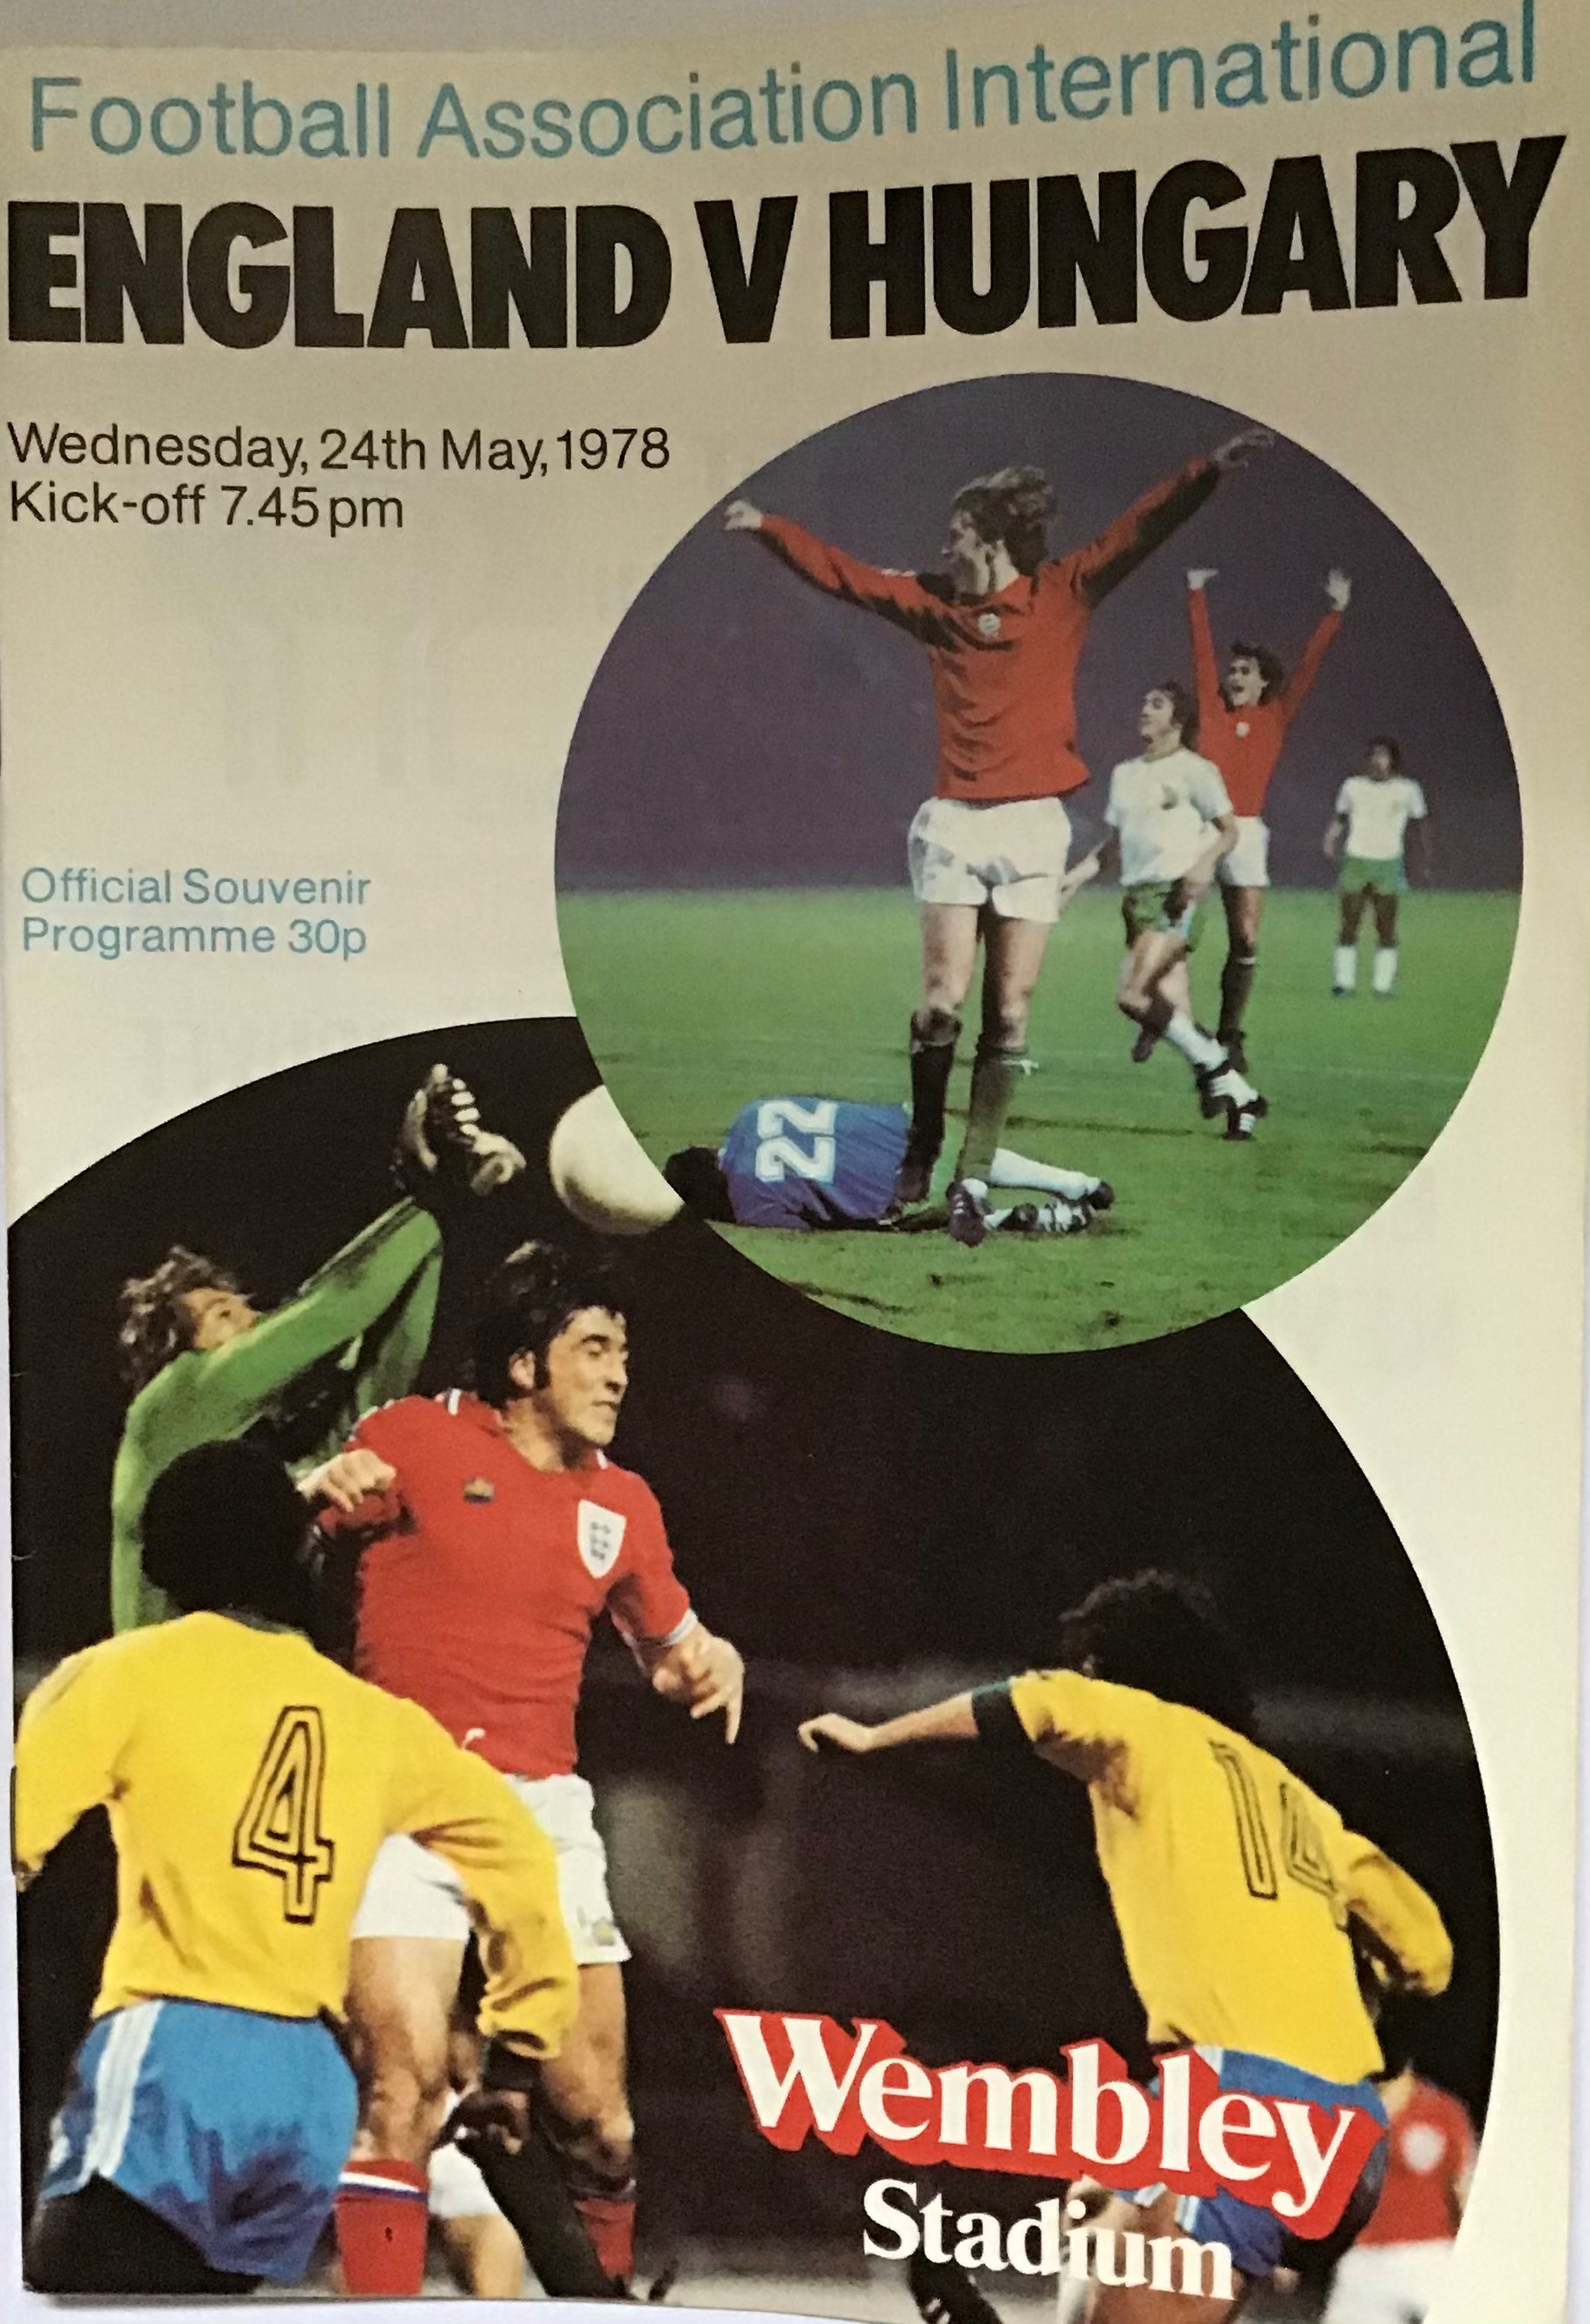 Football Association International
ENGLAND V HUNGARY
Wednesday, 24th May, 1978
Kick-off 7.45pm
Official Souvenir
Programme 30p
22
4
14
Wembley
Stadium